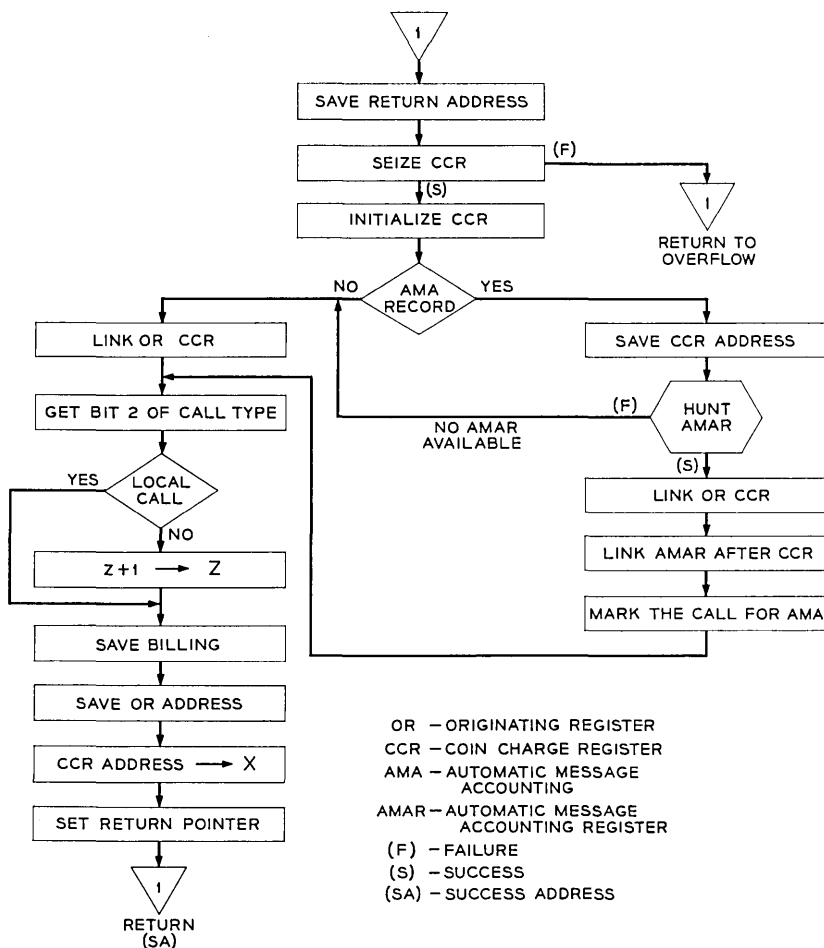 1
SAVE RETURN ADDRESS
SEIZE CCR
(F)
(S)
1
INITIALIZE CCR
RETURN TO
OVERFLOW
NO
AMA
RECORD
YES
LINK OR CCR
SAVE CCR ADDRESS
GET BIT 2 OF CALL TYPE
NO AMAR
AVAILABLE
(F)
HUNT
AMAR
(S)
YES
LOCAL
CALL
LINK OR CCR
NO
Z+1 → Z
LINK AMAR AFTER CCR
MARK THE CALL FOR AMA
SAVE BILLING
SAVE OR ADDRESS
CCR ADDRESS → X
SET RETURN POINTER
1
RETURN
(SA)
OR – ORIGINATING REGISTER
CCR – COIN CHARGE REGISTER
AMA – AUTOMATIC MESSAGE
ACCOUNTING
AMAR – AUTOMATIC MESSAGE
ACCOUNTING REGISTER
(F) – FAILURE
(S) – SUCCESS
(SA) – SUCCESS ADDRESS